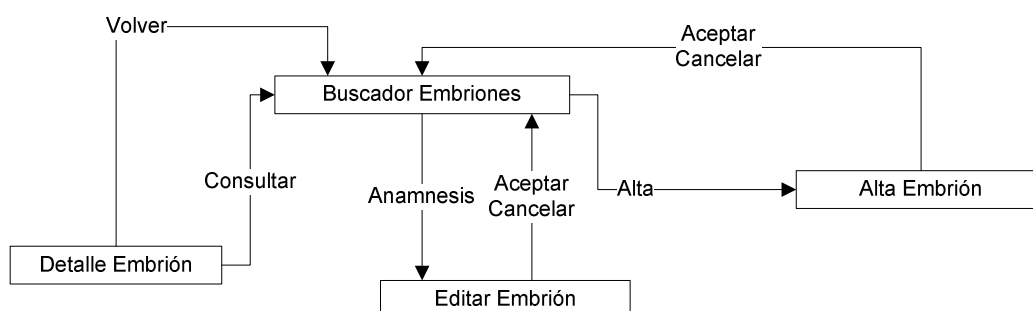 Volver
Aceptar
Cancelar
Buscador Embriones
Consultar
Anamnesis
Aceptar
Cancelar
Alta
Alta Embrión
Detalle Embrión
Editar Embrión